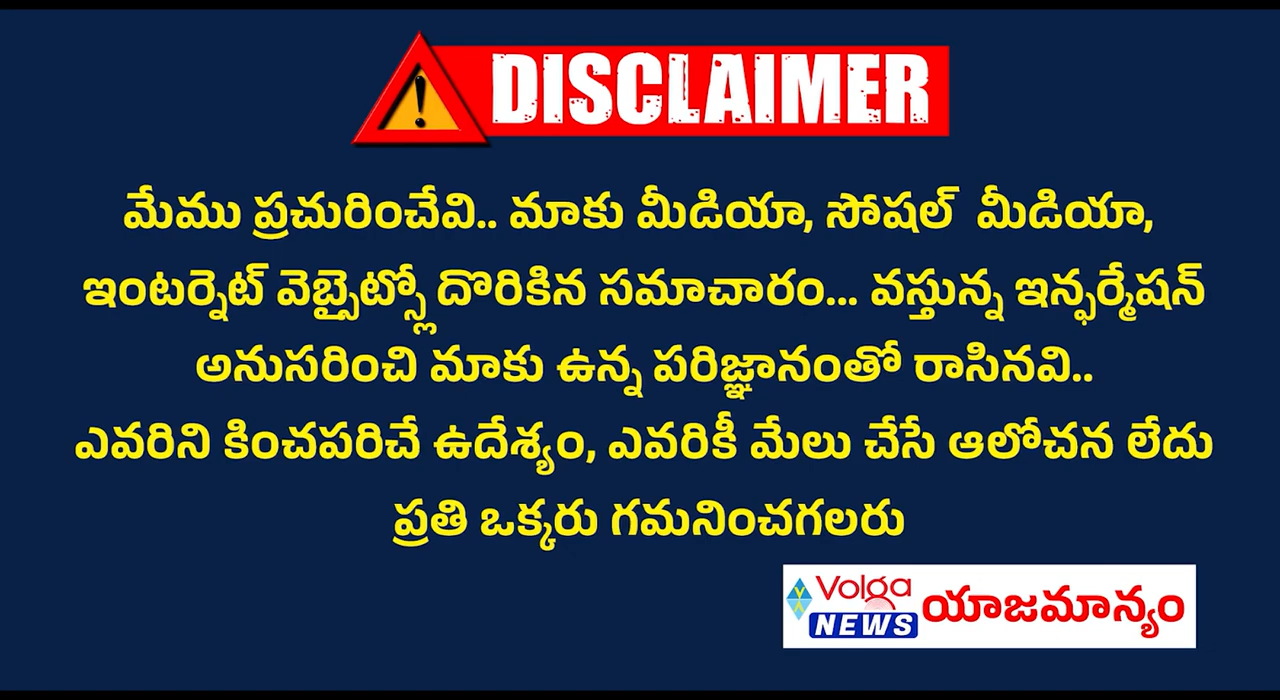 DISCLAIMER
మేము ప్రచురించేవి.. మాకు మీడియా, సోషల్ మీడియా,
ఇంటర్నెట్ వెబ్సైట్స్లో దొరికిన సమాచారం... వస్తున్న ఇన్ఫర్మేషన్
అనుసరించి మాకు ఉన్న పరిజ్ఞానంతో రాసినవి..
ఎవరిని కించపరిచే ఉదేశ్యం, ఎవరికీ మేలు చేసే ఆలోచన లేదు
ప్రతి ఒక్కరు గమనించగలరు
Volga
NEWS యాజమాన్యం